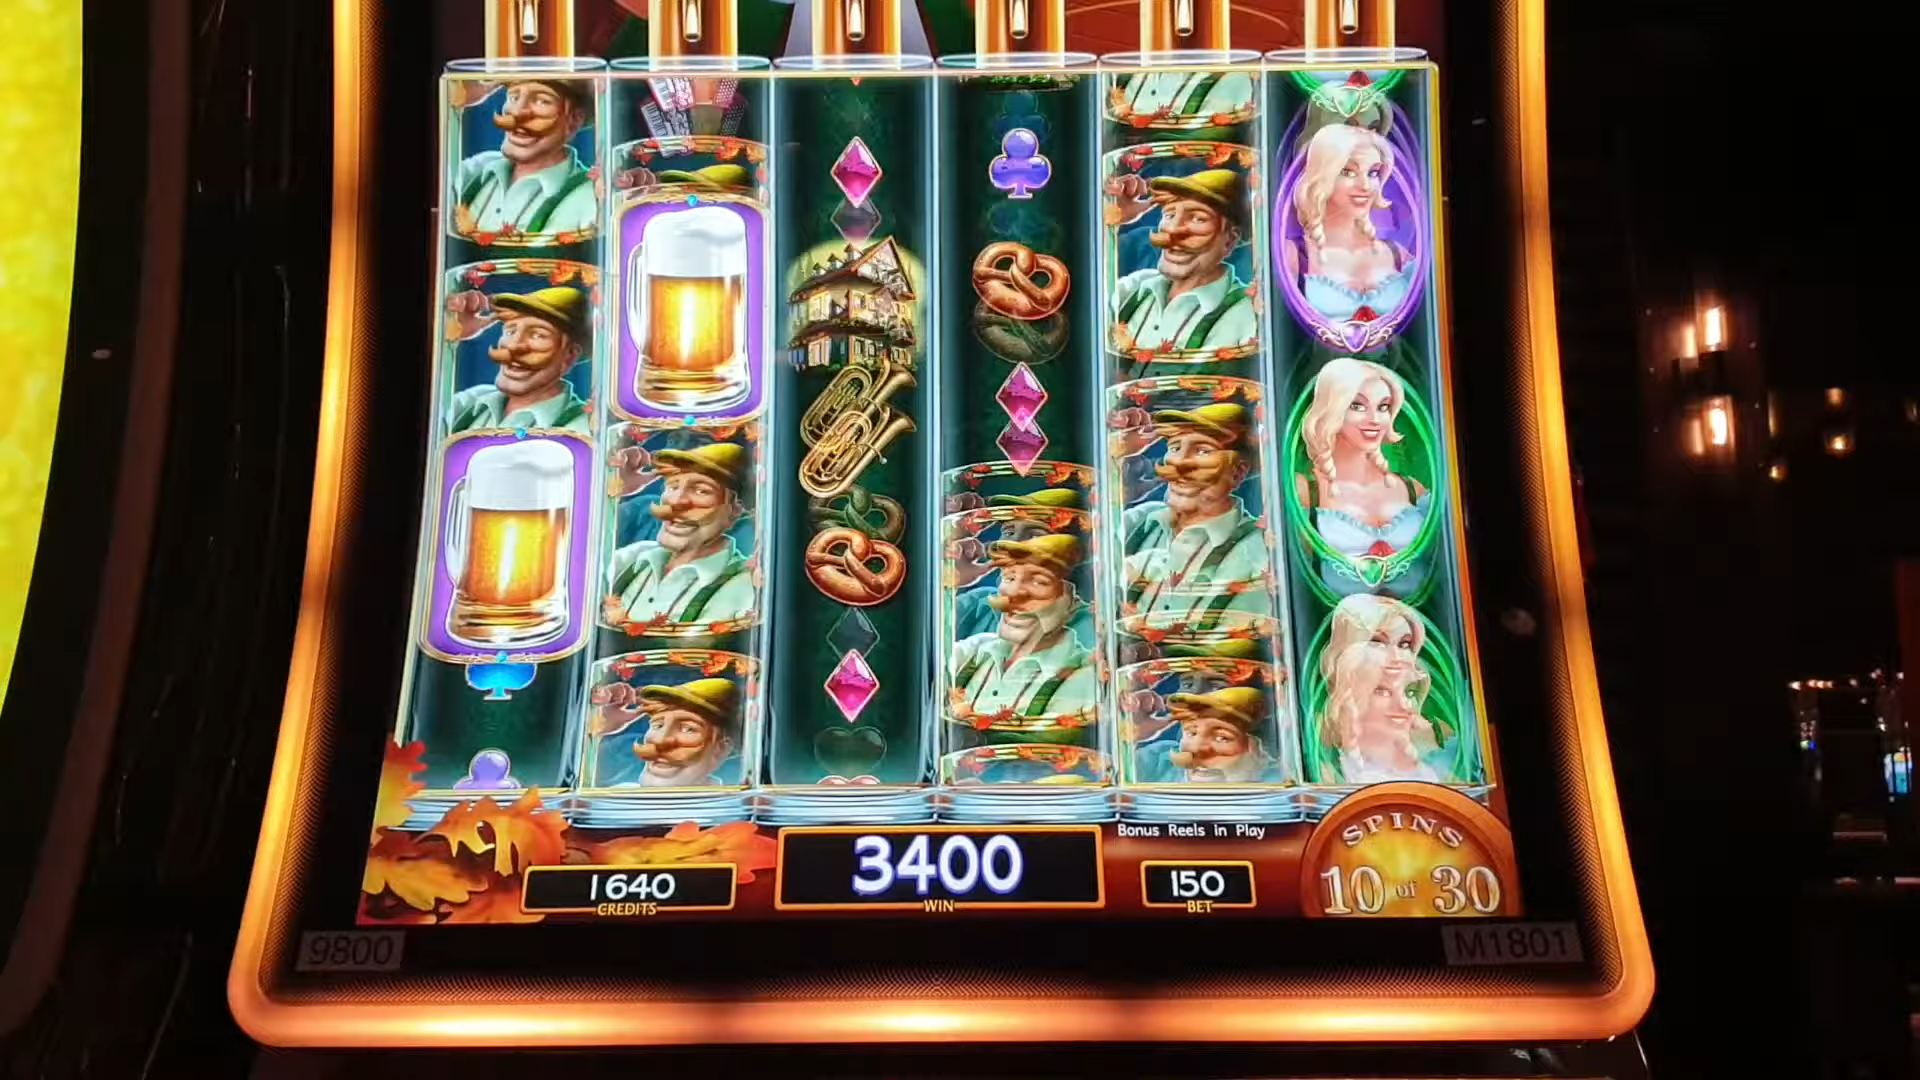 Bonus Reels in Play
SPINS
10 of 30
3400
WIN
1640
CREDITS
150
BET
9800
M1801